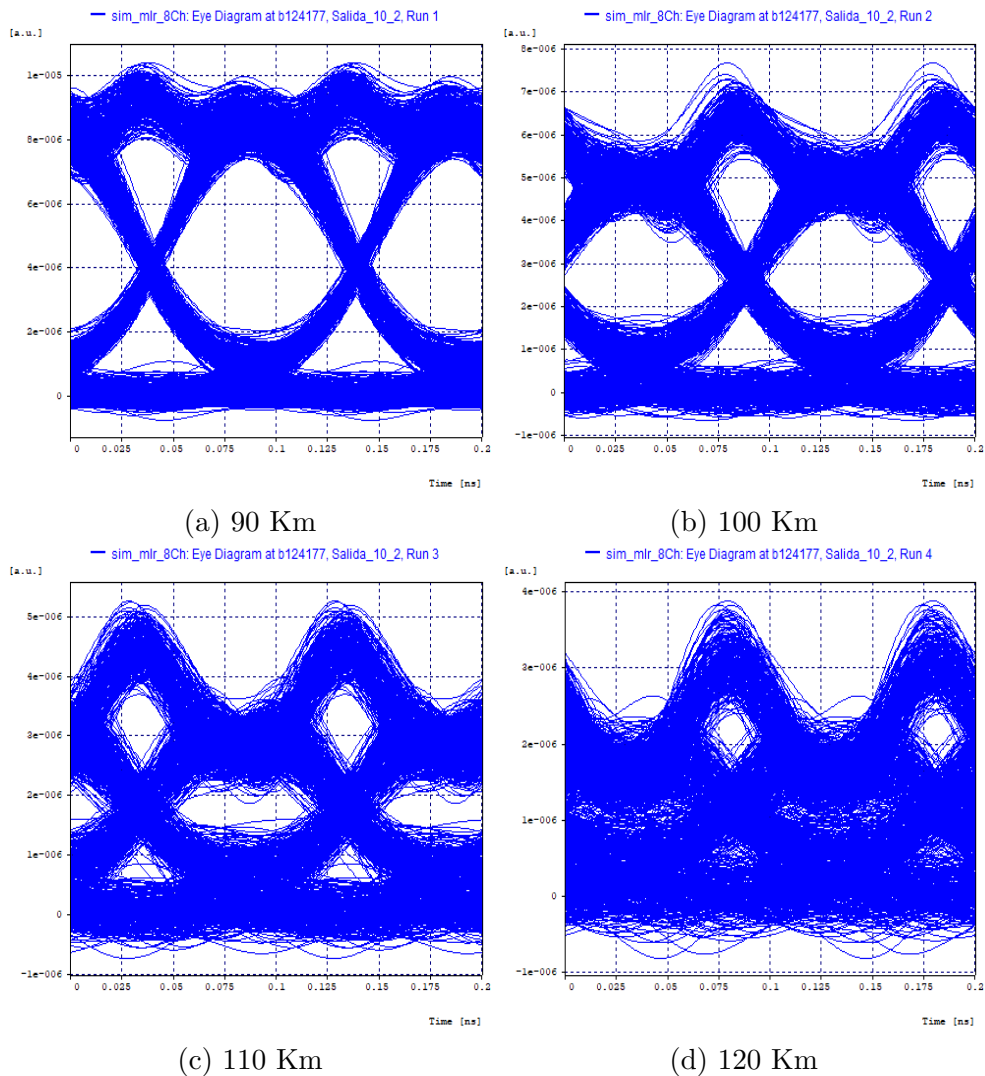 sim_mlr_8Ch: Eye Diagram at b124177, Salida_10_2, Run 1
[a.u.]
1e-005
8e-006
6e-006
4e-006
2e-006
0
0 0.025 0.05 0.075 0.1 0.125 0.15 0.175 0.2
Time [ns]
(a) 90 Km
sim_mlr_8Ch: Eye Diagram at b124177, Salida_10_2, Run 2
[a.u.]
8e-006
7e-006
6e-006
5e-006
4e-006
3e-006
2e-006
1e-006
0
-1e-006
0 0.025 0.05 0.075 0.1 0.125 0.15 0.175 0.2
Time [ns]
(b) 100 Km
sim_mlr_8Ch: Eye Diagram at b124177, Salida_10_2, Run 3
[a.u.]
5e-006
4e-006
3e-006
2e-006
1e-006
0
-1e-006
0 0.025 0.05 0.075 0.1 0.125 0.15 0.175 0.2
Time [ns]
(c) 110 Km
sim_mlr_8Ch: Eye Diagram at b124177, Salida_10_2, Run 4
[a.u.]
4e-006
3e-006
2e-006
1e-006
0
-1e-006
0 0.025 0.05 0.075 0.1 0.125 0.15 0.175 0.2
Time [ns]
(d) 120 Km